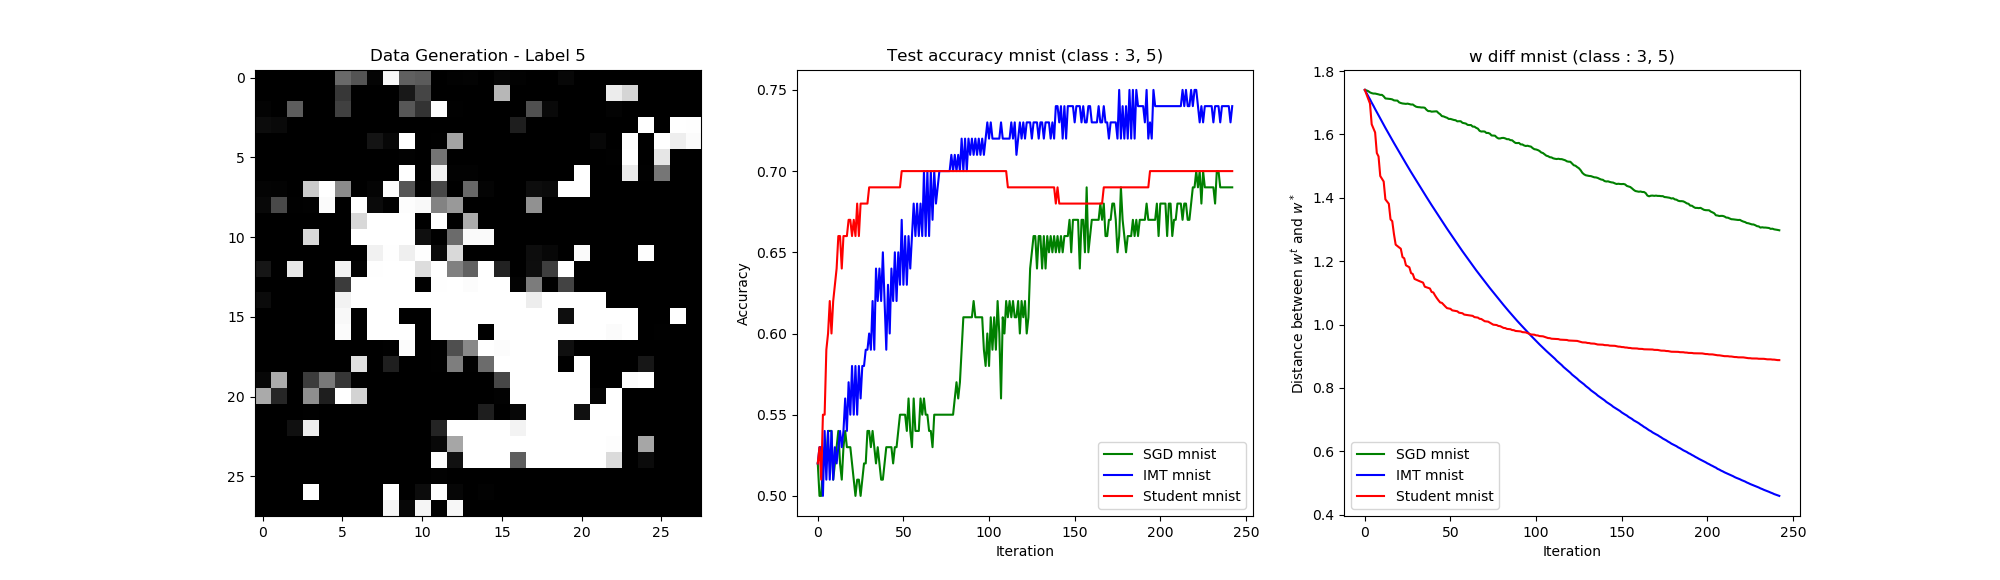 Data Generation - Label 5
0
5
10
15
20
25
0 5 10 15 20 25
Test accuracy mnist (class : 3, 5)
Accuracy
0.75
0.70
0.65
0.60
0.55
0.50
0 50 100 150 200 250
Iteration
SGD mnist
IMT mnist
Student mnist
w diff mnist (class : 3, 5)
Distance between w^t and w^*
1.8
1.6
1.4
1.2
1.0
0.8
0.6
0.4
0 50 100 150 200 250
Iteration
SGD mnist
IMT mnist
Student mnist